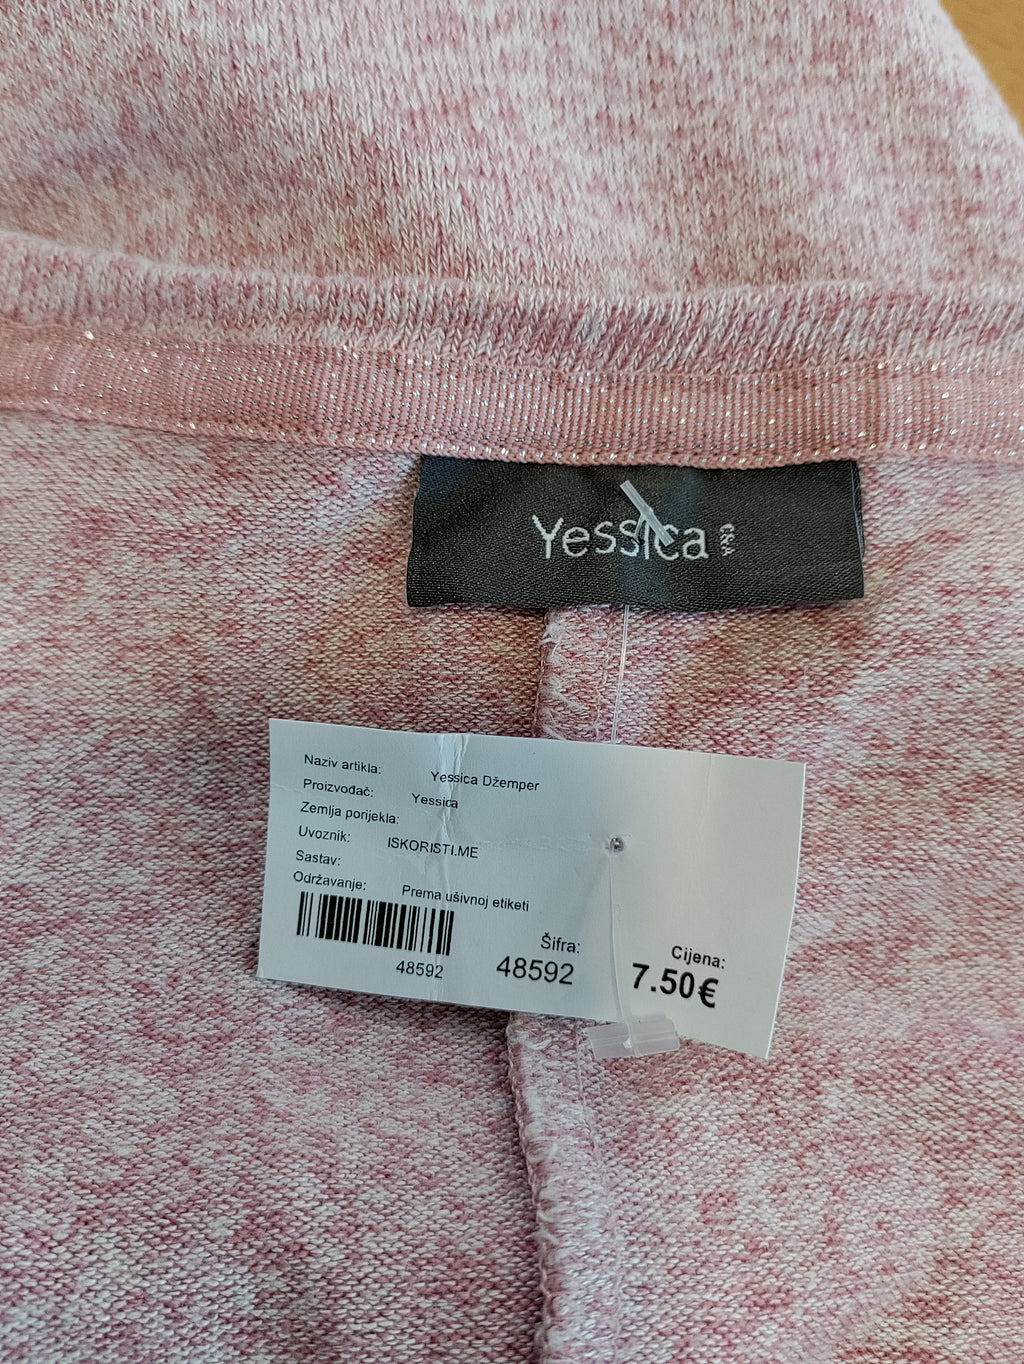 Yessica C&A
Naziv artikla: Yessica Džemper
Proizvođač: Yessica
Zemlja porijekla:
Uvoznik: ISKORISTI.ME
Sastav:
Održavanje: Prema ušivnoj etiketi
48592
Šifra:
48592
Cijena:
7.50€